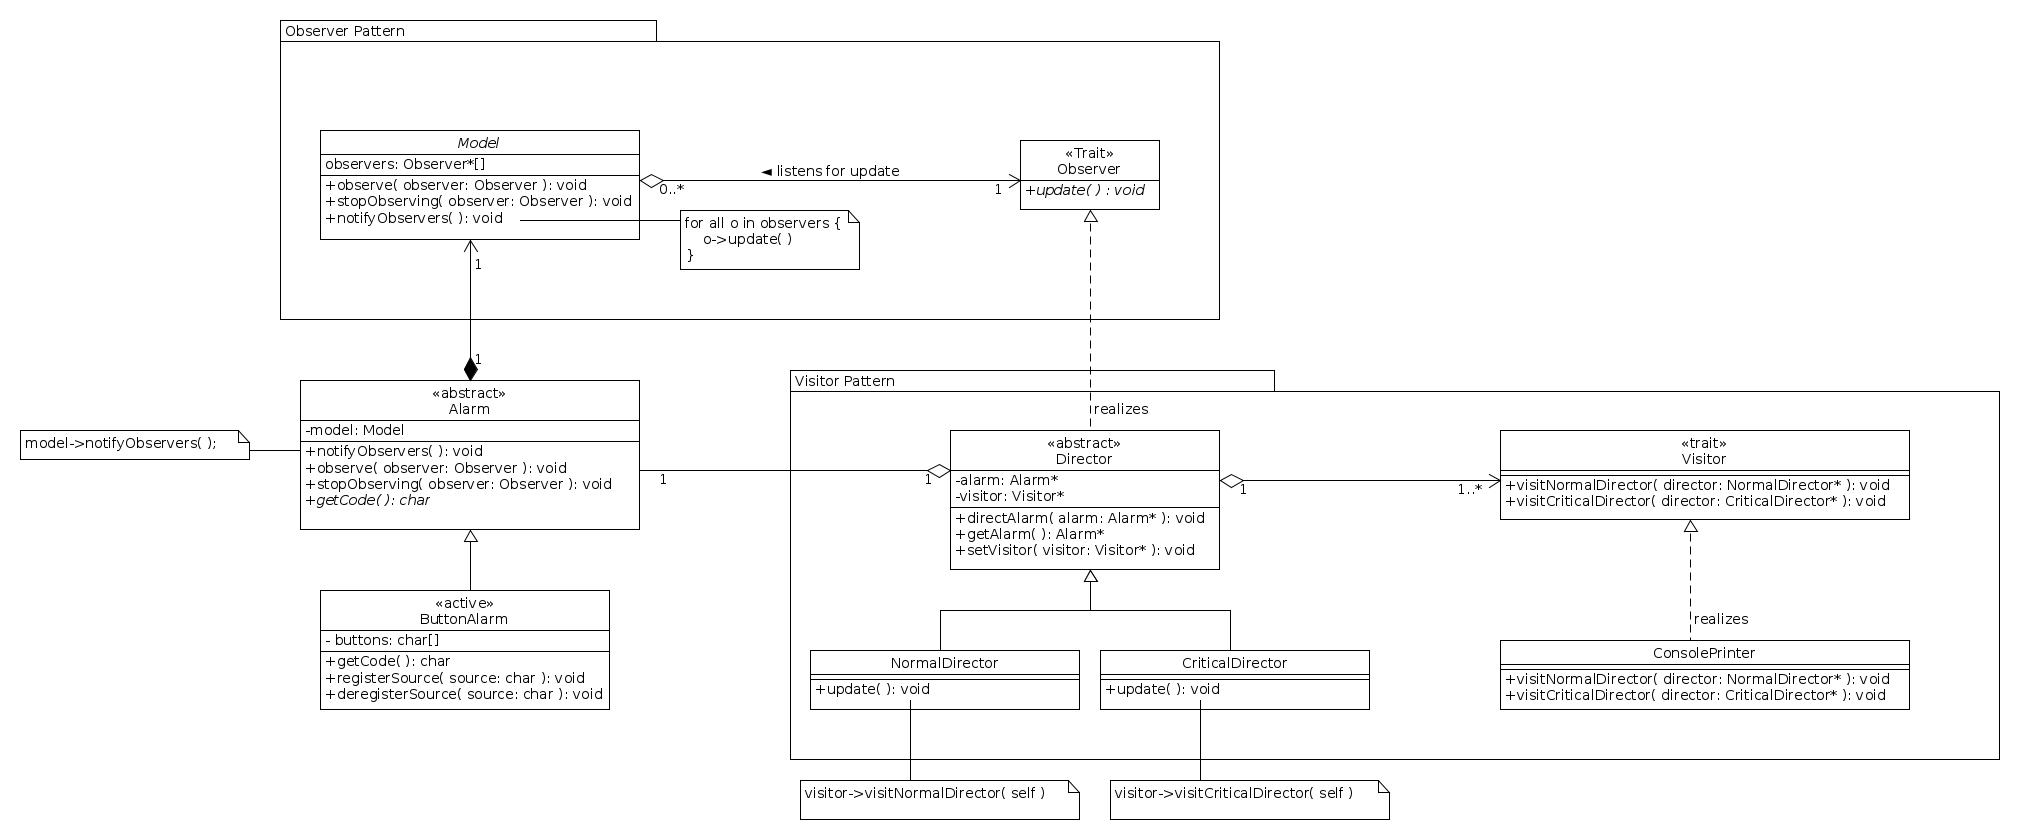 Observer Pattern
Model
observers: Observer*[]
+observe( observer: Observer ): void
+stopObserving( observer: Observer ): void
+notifyObservers( ): void
◄ listens for update
0..*
1
«Trait»
Observer
+update( ) : void
for all o in observers {
o->update( )
}
1
1
«abstract»
Alarm
-model: Model
+notifyObservers( ): void
+observe( observer: Observer ): void
+stopObserving( observer: Observer ): void
+getCode( ): char
model->notifyObservers( );
«active»
ButtonAlarm
- buttons: char[]
+getCode( ): char
+registerSource( source: char ): void
+deregisterSource( source: char ): void
Visitor Pattern
realizes
1
1
«abstract»
Director
-alarm: Alarm*
-visitor: Visitor*
+directAlarm( alarm: Alarm* ): void
+getAlarm( ): Alarm*
+setVisitor( visitor: Visitor* ): void
1
1..*
«trait»
Visitor
+visitNormalDirector( director: NormalDirector* ): void
+visitCriticalDirector( director: CriticalDirector* ): void
realizes
NormalDirector
+update( ): void
CriticalDirector
+update( ): void
ConsolePrinter
+visitNormalDirector( director: NormalDirector* ): void
+visitCriticalDirector( director: CriticalDirector* ): void
visitor->visitNormalDirector( self )
visitor->visitCriticalDirector( self )